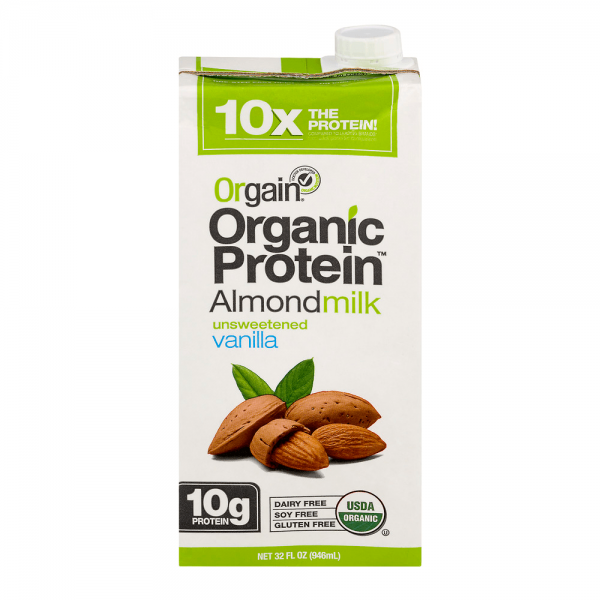 10x THE
PROTEIN!
Orgain®
Organic
Protein™
Almondmilk
unsweetened
vanilla
10g
PROTEIN
DAIRY FREE
SOY FREE
GLUTEN FREE
USDA
ORGANIC
U
NET 32 FL OZ (946mL)